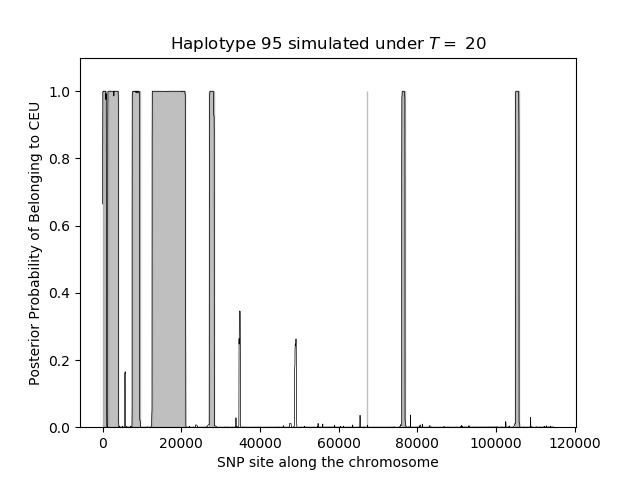 Haplotype 95 simulated under T = 20
Posterior Probability of Belonging to CEU
1.0
0.8
0.6
0.4
0.2
0.0
0 20000 40000 60000 80000 100000 120000
SNP site along the chromosome